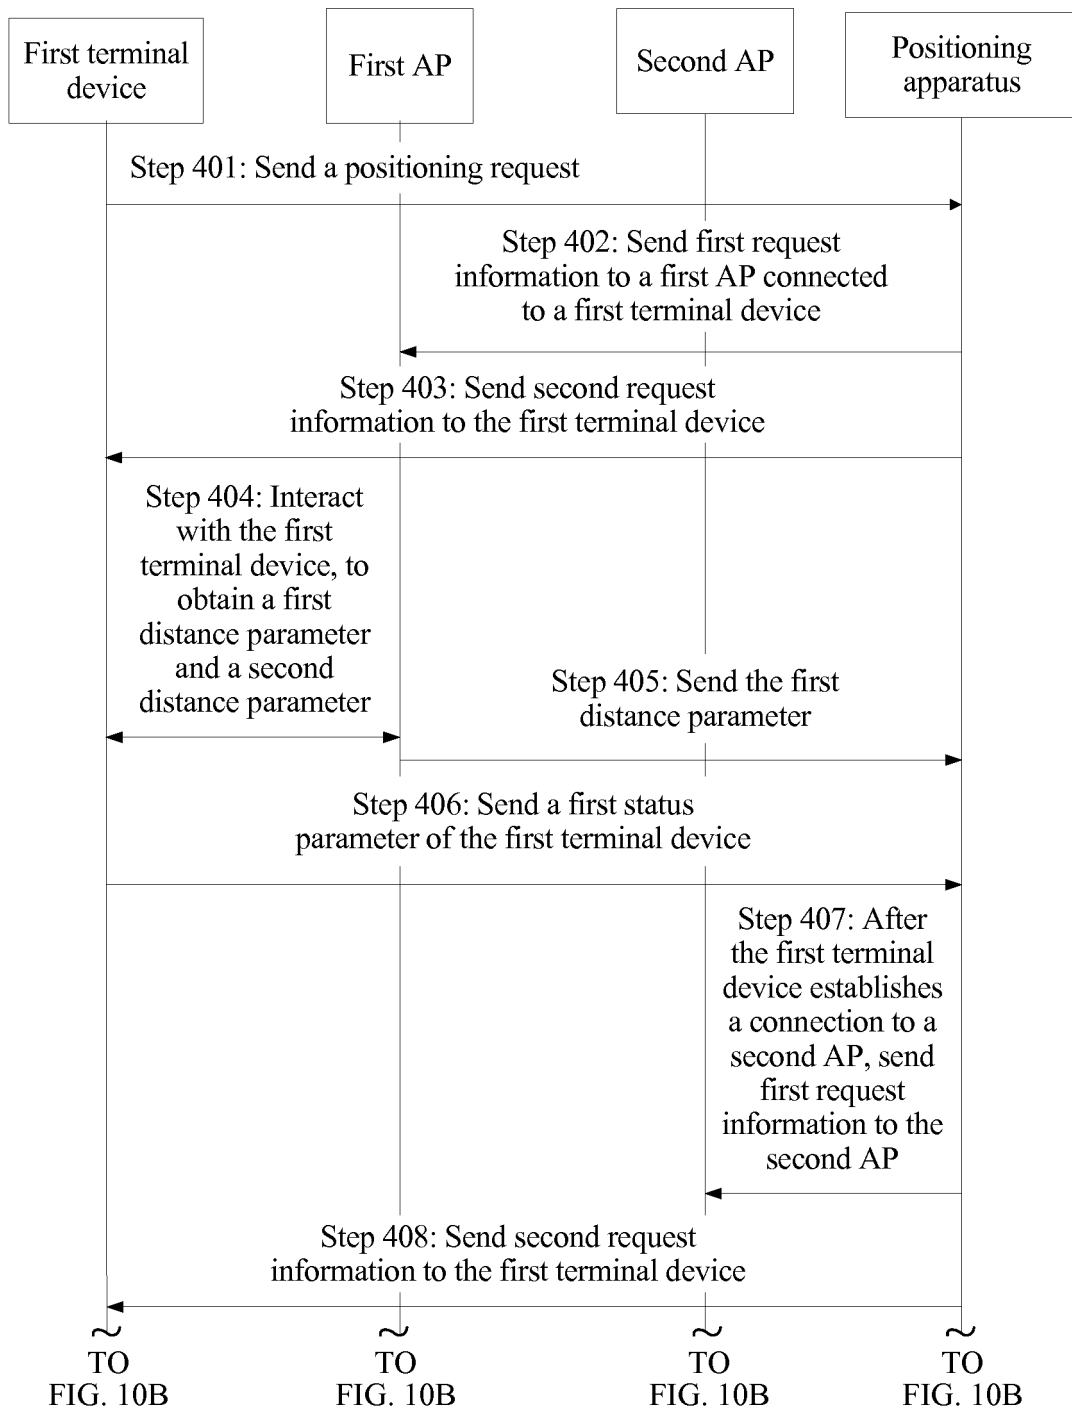 First terminal
device
First AP
Second AP
Positioning
apparatus
Step 401: Send a positioning request
Step 402: Send first request
information to a first AP connected
to a first terminal device
Step 403: Send second request
information to the first terminal device
Step 404: Interact
with the first
terminal device, to
obtain a first
distance parameter
and a second
distance parameter
Step 405: Send the first
distance parameter
Step 406: Send a first status
parameter of the first terminal device
Step 407: After
the first terminal
device establishes
a connection to a
second AP, send
first request
information to the
second AP
Step 408: Send second request
information to the first terminal device
TO
FIG. 10B
TO
FIG. 10B
TO
FIG. 10B
TO
FIG. 10B